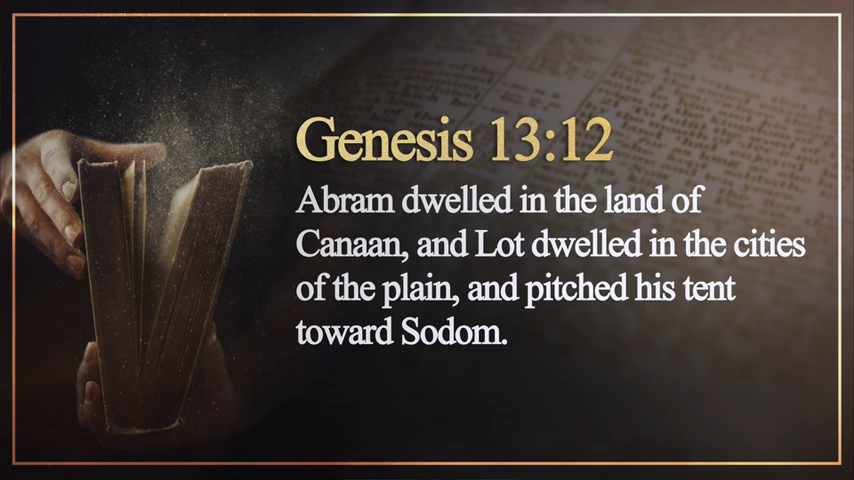 Genesis 13:12
Abram dwelled in the land of
Canaan, and Lot dwelled in the cities
of the plain, and pitched his tent
toward Sodom.